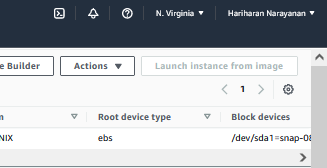 N. Virginia Hariharan Narayanan
Builder Actions Launch instance from image
1
Root device type Block devices
NIX ebs /dev/sda1=snap-08